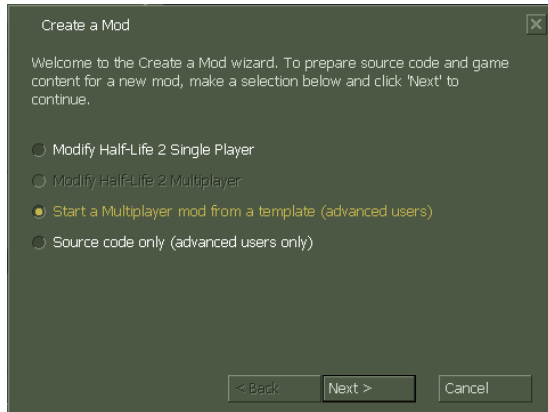 Create a Mod
Welcome to the Create a Mod wizard. To prepare source code and game
content for a new mod, make a selection below and click 'Next' to
continue.
Modify Half-Life 2 Single Player
Modify Half-Life 2 Multiplayer
Start a Multiplayer mod from a template (advanced users)
Source code only (advanced users only)
< Back Next > Cancel